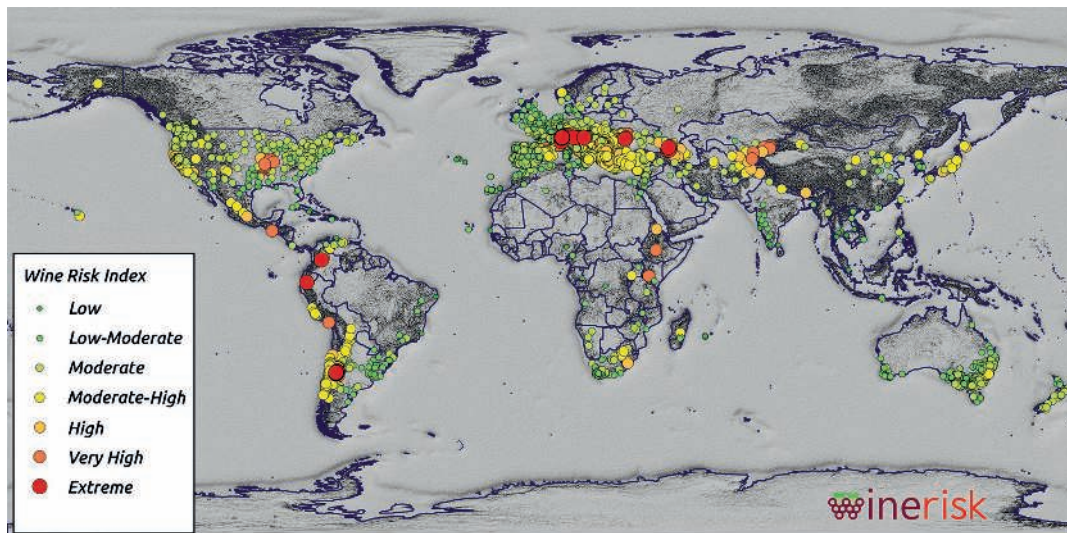 Wine Risk Index
Low
Low-Moderate
Moderate
Moderate-High
High
Very High
Extreme
winerisk